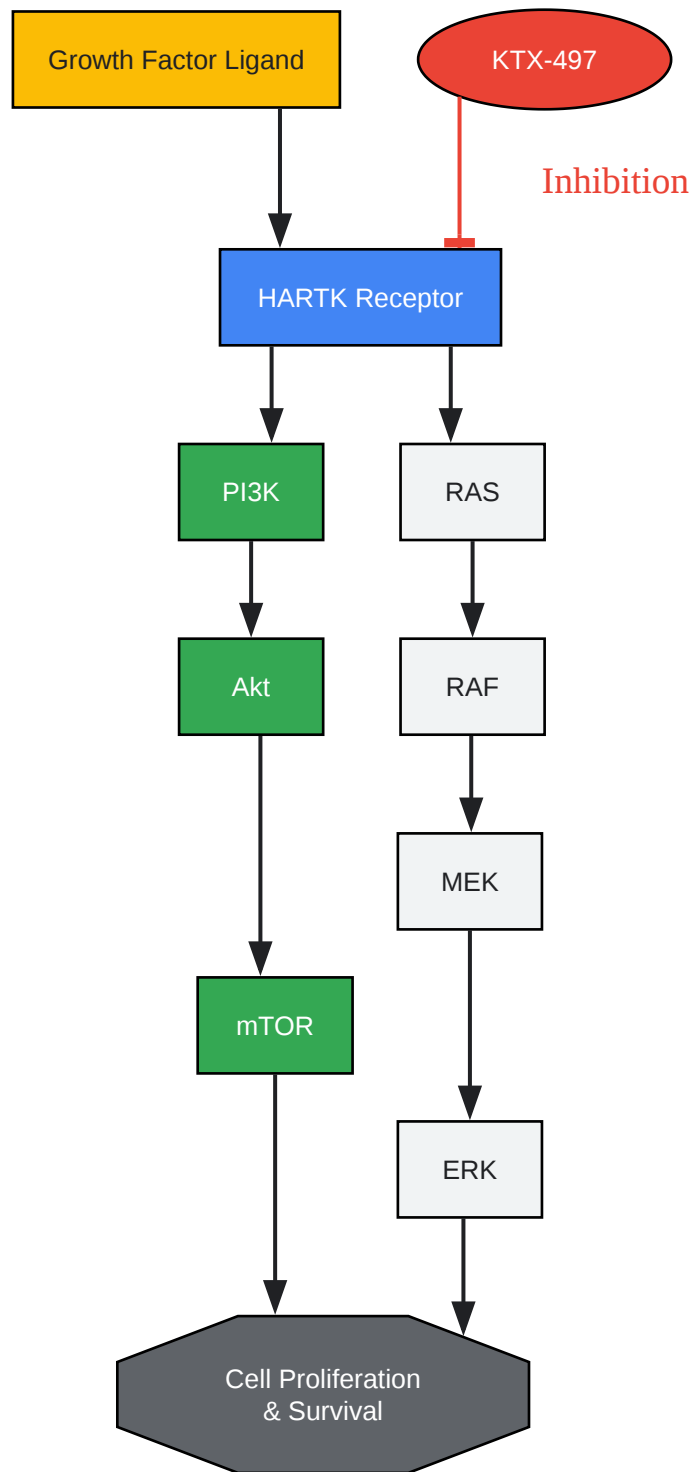 Growth Factor Ligand
KTX-497
Inhibition
HARTK Receptor
PI3K
RAS
Akt
RAF
MEK
mTOR
ERK
Cell Proliferation
& Survival